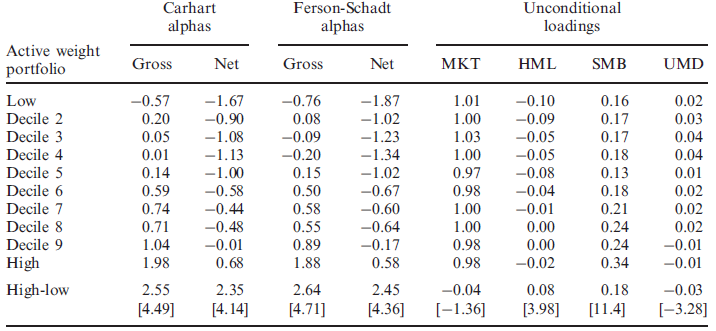 Carhart alphas Ferson-Schadt alphas Unconditional loadings
Active weight portfolio Gross Net Gross Net MKT HML SMB UMD
Low −0.57 −1.67 −0.76 −1.87 1.01 −0.10 0.16 0.02
Decile 2 0.20 −0.90 0.08 −1.02 1.00 −0.09 0.17 0.03
Decile 3 0.05 −1.08 −0.09 −1.23 1.03 −0.05 0.17 0.04
Decile 4 0.01 −1.13 −0.20 −1.34 1.00 −0.05 0.18 0.04
Decile 5 0.14 −1.00 0.15 −1.02 0.97 −0.08 0.13 0.01
Decile 6 0.59 −0.58 0.50 −0.67 0.98 −0.04 0.18 0.02
Decile 7 0.74 −0.44 0.58 −0.60 1.00 −0.01 0.21 0.02
Decile 8 0.71 −0.48 0.55 −0.64 1.00 0.00 0.24 0.02
Decile 9 1.04 −0.01 0.89 −0.17 0.98 0.00 0.24 −0.01
High 1.98 0.68 1.88 0.58 0.98 −0.02 0.34 −0.01
High-low 2.55 2.35 2.64 2.45 −0.04 0.08 0.18 −0.03
[4.49] [4.14] [4.71] [4.36] [−1.36] [3.98] [11.4] [−3.28]